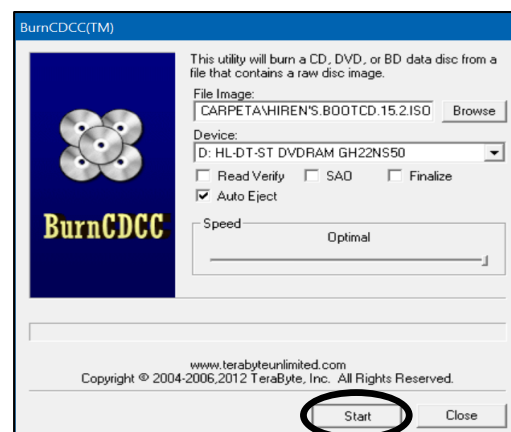 BurnCDCC(TM)
This utility will burn a CD, DVD, or BD data disc from a
file that contains a raw disc image.
File Image:
CARPETA\HIREN'S.BOOTCD.15.2.ISO Browse
Device:
D: HL-DT-ST DVDRAM GH22NS50
Read Verify SAO Finalize
Auto Eject
BurnCDCC
Speed
Optimal
www.terabyteunlimited.com
Copyright © 2004-2006,2012 TeraByte, Inc. All Rights Reserved.
Start Close